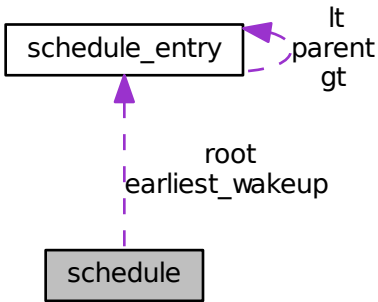 lt
schedule_entry
parent
gt
root
earliest_wakeup
schedule